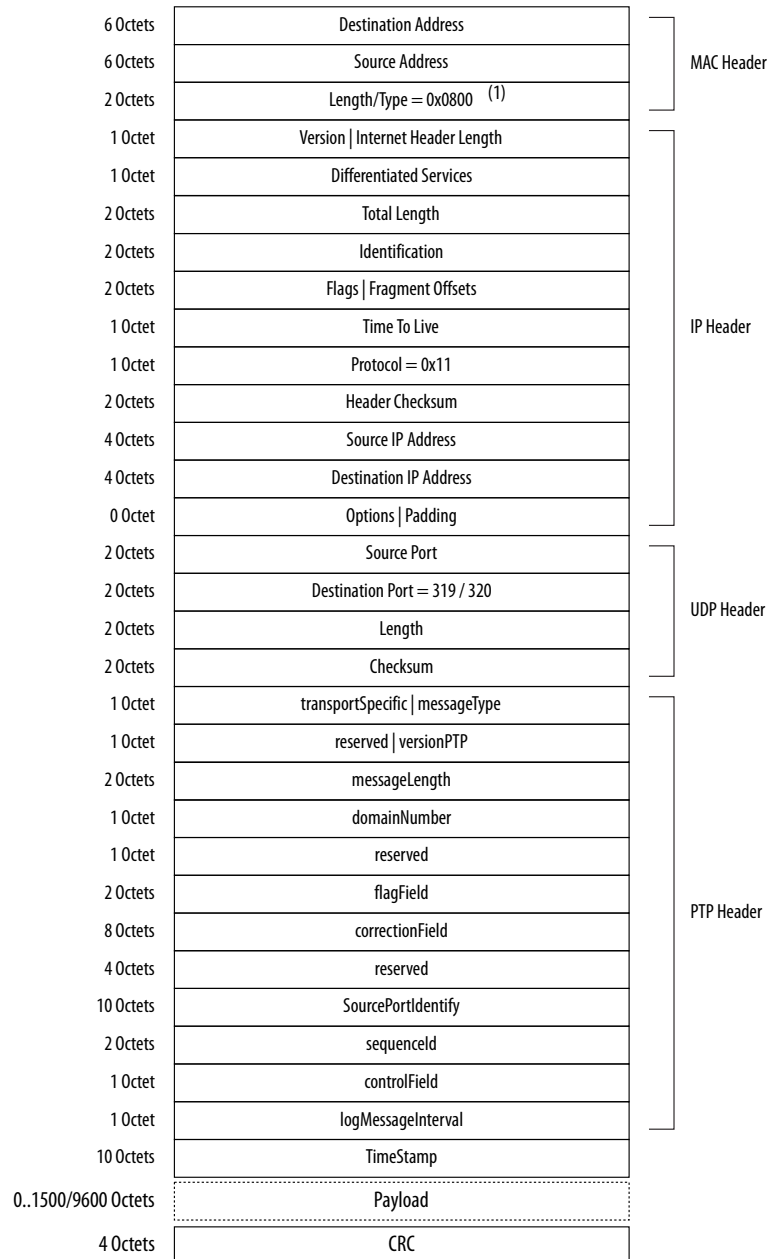 6 Octets Destination Address
6 Octets Source Address
MAC Header
2 Octets Length/Type = 0x0800 (1)
1 Octet Version | Internet Header Length
1 Octet Differentiated Services
2 Octets Total Length
2 Octets Identification
2 Octets Flags | Fragment Offsets
1 Octet Time To Live
IP Header
1 Octet Protocol = 0x11
2 Octets Header Checksum
4 Octets Source IP Address
4 Octets Destination IP Address
0 Octet Options | Padding
2 Octets Source Port
2 Octets Destination Port = 319 / 320
UDP Header
2 Octets Length
2 Octets Checksum
1 Octet transportSpecific | messageType
1 Octet reserved | versionPTP
2 Octets messageLength
1 Octet domainNumber
1 Octet reserved
2 Octets flagField
PTP Header
8 Octets correctionField
4 Octets reserved
10 Octets SourcePortIdentify
2 Octets sequenceId
1 Octet controlField
1 Octet logMessageInterval
10 Octets TimeStamp
0..1500/9600 Octets Payload
4 Octets CRC